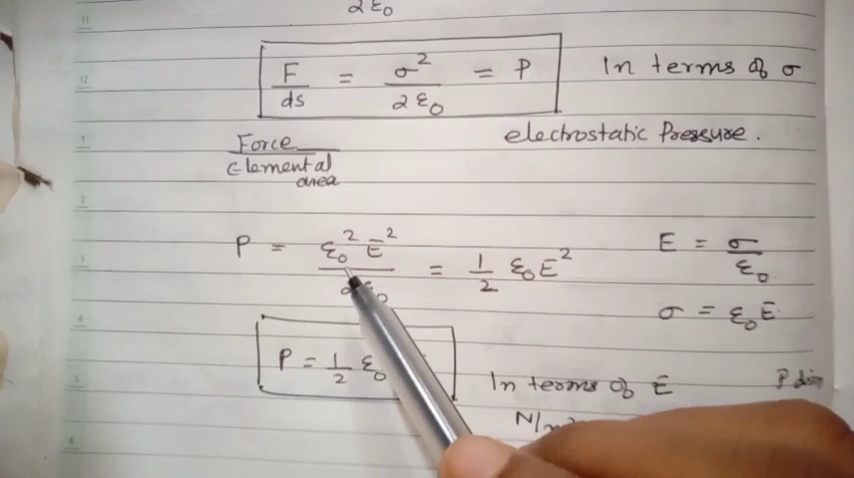 2ε₀
F/ds = σ²/2ε₀ = P In terms of σ
Force/Elemental area electrostatic Pressure.
P = ε₀²E²/2ε₀ = 1/2 ε₀E² E = σ/ε₀
σ = ε₀E
P = 1/2 ε₀
In terms of E